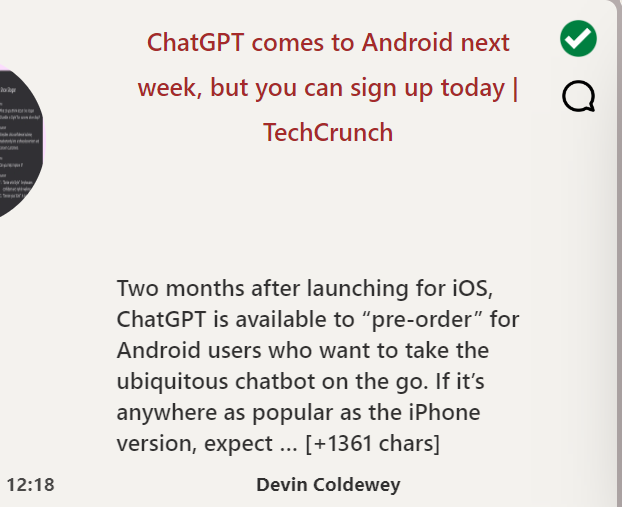 ChatGPT comes to Android next
week, but you can sign up today |
TechCrunch
Two months after launching for iOS,
ChatGPT is available to “pre-order” for
Android users who want to take the
ubiquitous chatbot on the go. If it’s
anywhere as popular as the iPhone
version, expect ... [+1361 chars]
12:18 Devin Coldewey